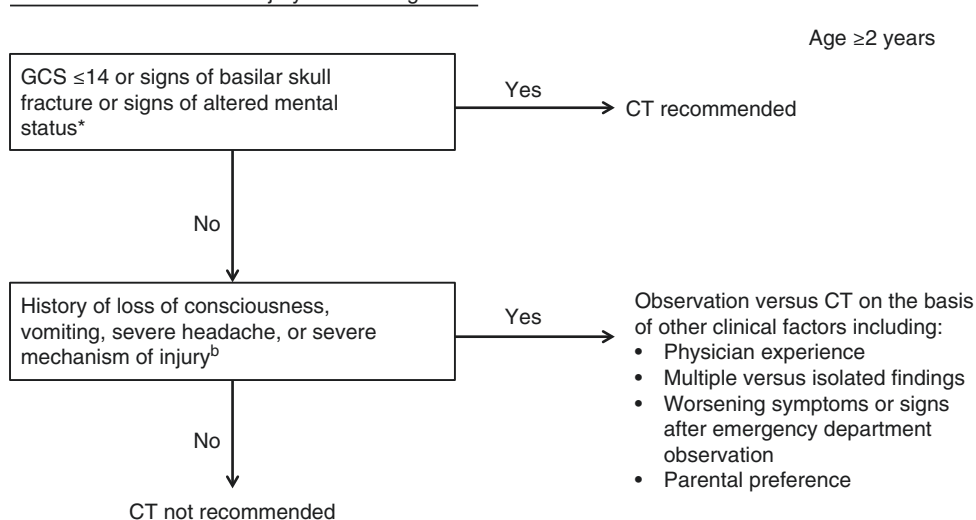 Age ≥2 years
GCS ≤14 or signs of basilar skull
fracture or signs of altered mental
status*
Yes
CT recommended
No
History of loss of consciousness,
vomiting, severe headache, or severe
mechanism of injuryᵇ
Yes
Observation versus CT on the basis
of other clinical factors including:
• Physician experience
• Multiple versus isolated findings
• Worsening symptoms or signs
after emergency department
observation
• Parental preference
No
CT not recommended